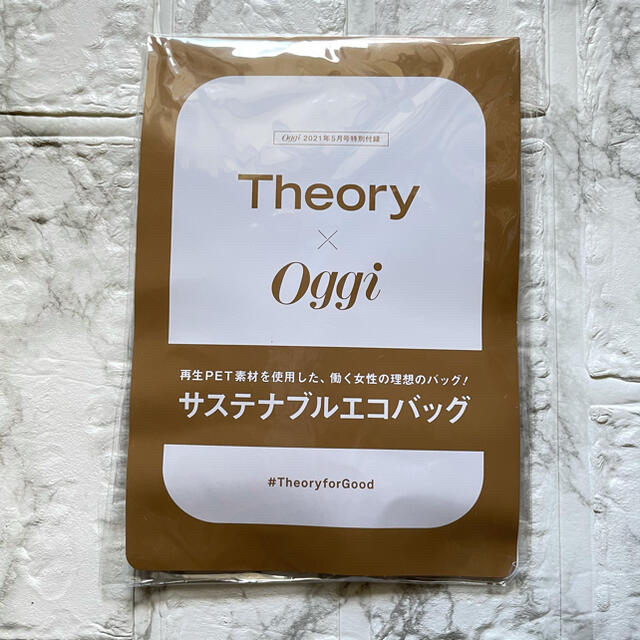 Oggi 2021年5月号特別付録
Theory
×
Oggi
再生PET素材を使用した、働く女性の理想のバッグ!
サステナブルエコバッグ
#TheoryforGood